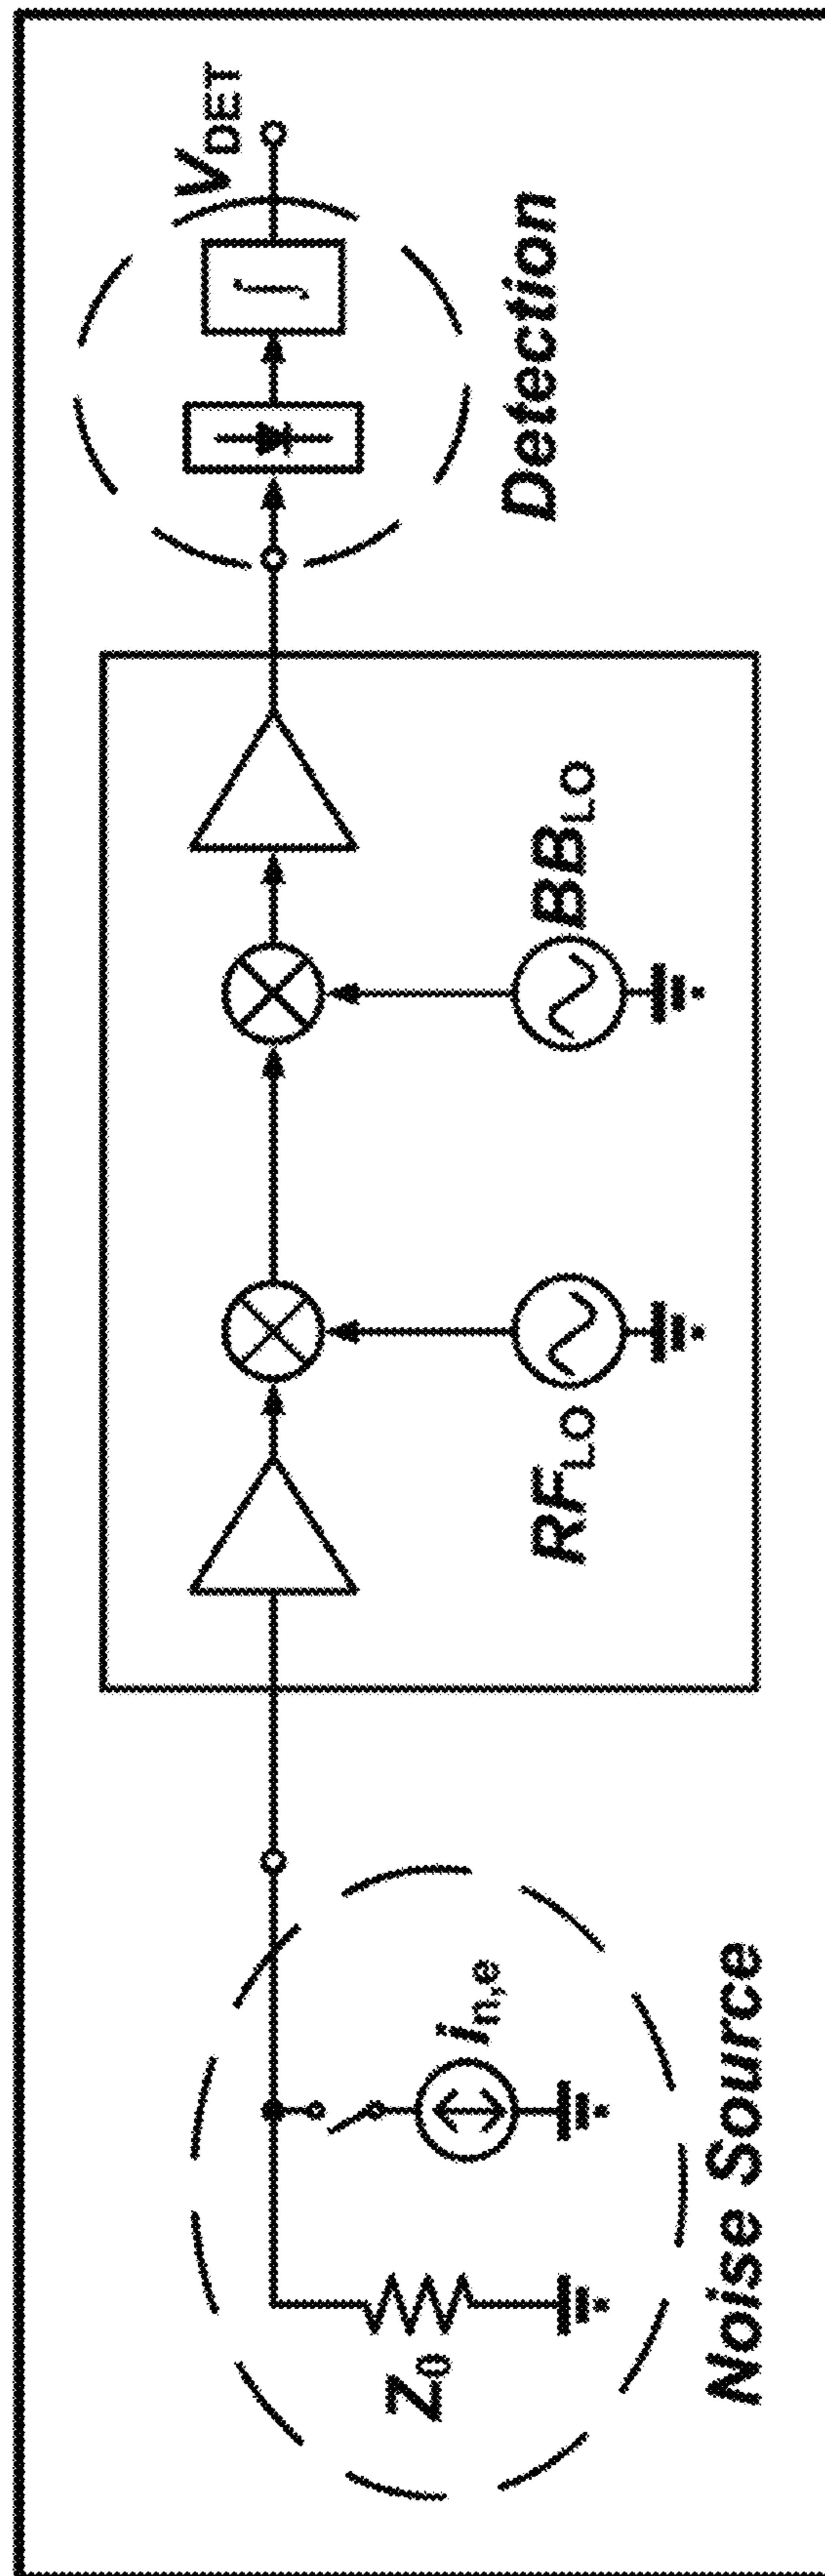 Z0
in,e
Noise Source
RFLO
BBLO
VDET
Detection